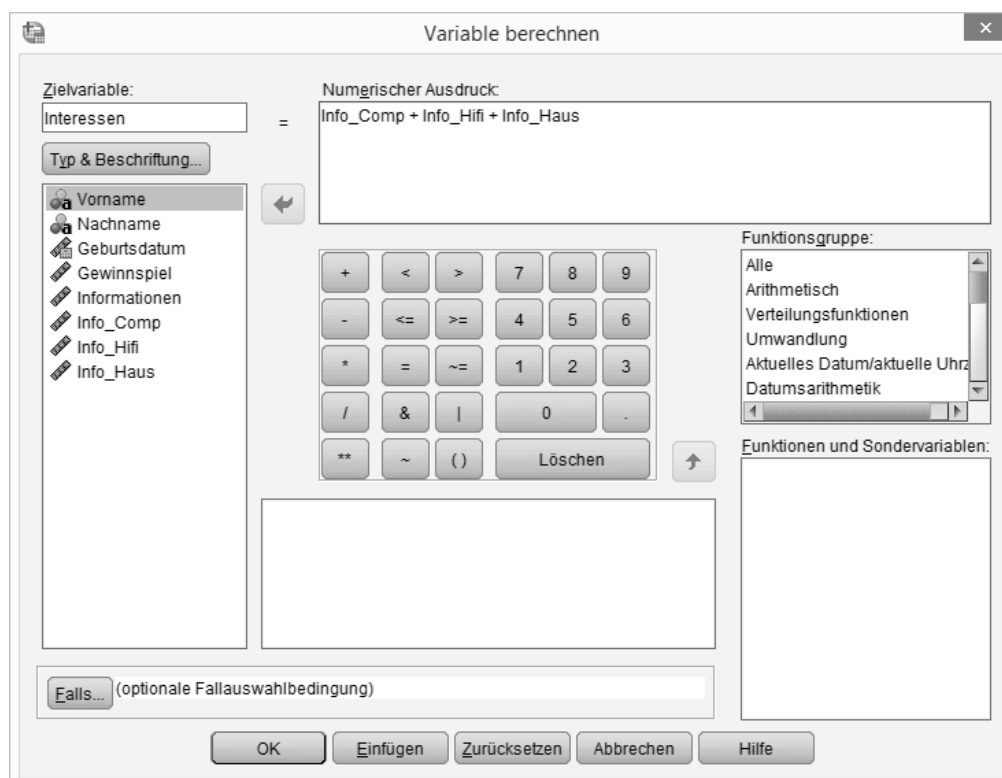 Variable berechnen
Zielvariable:
Interessen
=
Numerischer Ausdruck:
Info_Comp + Info_Hifi + Info_Haus
Typ & Beschriftung...
Vorname
Nachname
Geburtsdatum
Gewinnspiel
Informationen
Info_Comp
Info_Hifi
Info_Haus
+ < > 7 8 9
- <= >= 4 5 6
* = ~= 1 2 3
/ & | 0 .
** ~ ( ) Löschen
Funktionsgruppe:
Alle
Arithmetisch
Verteilungsfunktionen
Umwandlung
Aktuelles Datum/aktuelle Uhrz
Datumsarithmetik
Funktionen und Sondervariablen:
Falls... (optionale Fallauswahlbedingung)
OK Einfügen Zurücksetzen Abbrechen Hilfe